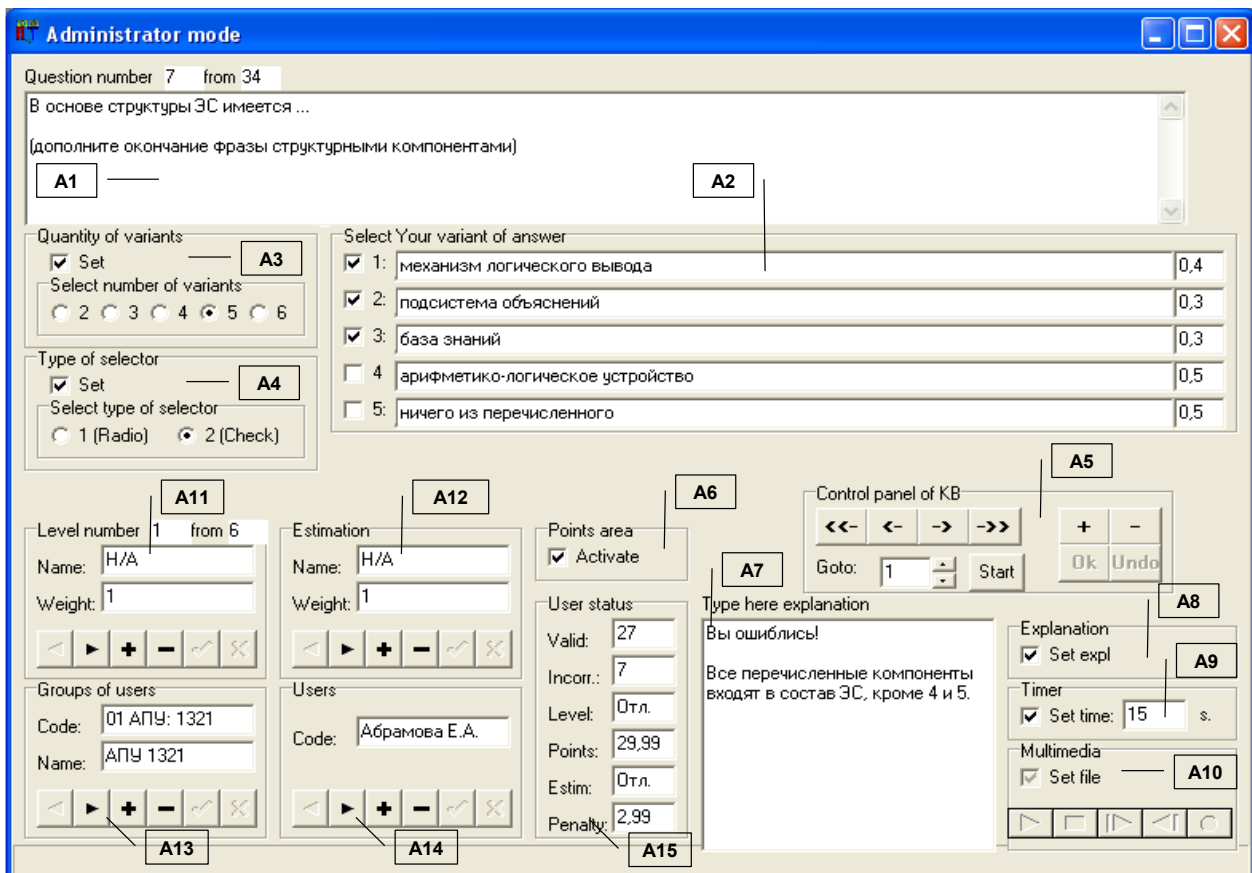 Administrator mode
Question number 7 from 34
В основе структуры ЭС имеется ...
(дополните окончание фразы структурными компонентами)
A1
A2
Quantity of variants
Set
A3
Select number of variants
2 3 4 5 6
Type of selector
Set
A4
Select type of selector
1 (Radio) 2 (Check)
Select Your variant of answer
1: механизм логического вывода 0,4
2: подсистема объяснений 0,3
3: база знаний 0,3
4 арифметико-логическое устройство 0,5
5: ничего из перечисленного 0,5
A11
Level number 1 from 6
Name: Н/А
Weight: 1
A12
Estimation
Name: Н/А
Weight: 1
A6
Points area
Activate
A5
Control panel of KB
<<- <- -> ->> + -
Goto: 1 Start Ok Undo
Groups of users
Code: 01 АПУ: 1321
Name: АПУ 1321
A13
Users
Code: Абрамова Е.А.
A14
User status
Valid: 27
Incorr.: 7
Level: Отл.
Points: 29,99
Estim: Отл.
Penalty: 2,99
A15
A7
Type here explanation
Вы ошиблись!
Все перечисленные компоненты
входят в состав ЭС, кроме 4 и 5.
A8
Explanation
Set expl
A9
Timer
Set time: 15 s.
Multimedia
Set file
A10